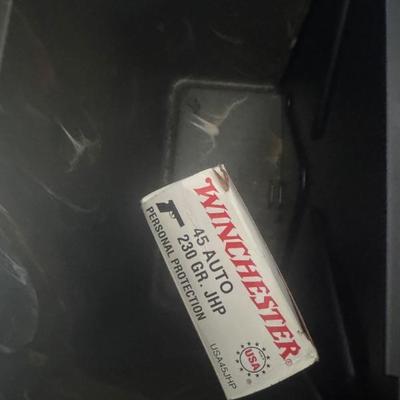 WINCHESTER®
45 AUTO
230 GR. JHP
PERSONAL PROTECTION
USA
USA45JHP